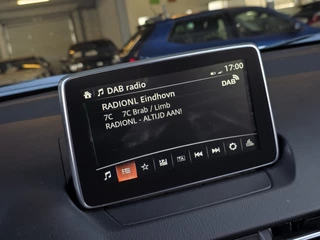 17:00
DAB radio
RADIONL Eindhovn
DAB
7C 7C Brab / Limb
RADIONL - ALTIJD AAN!